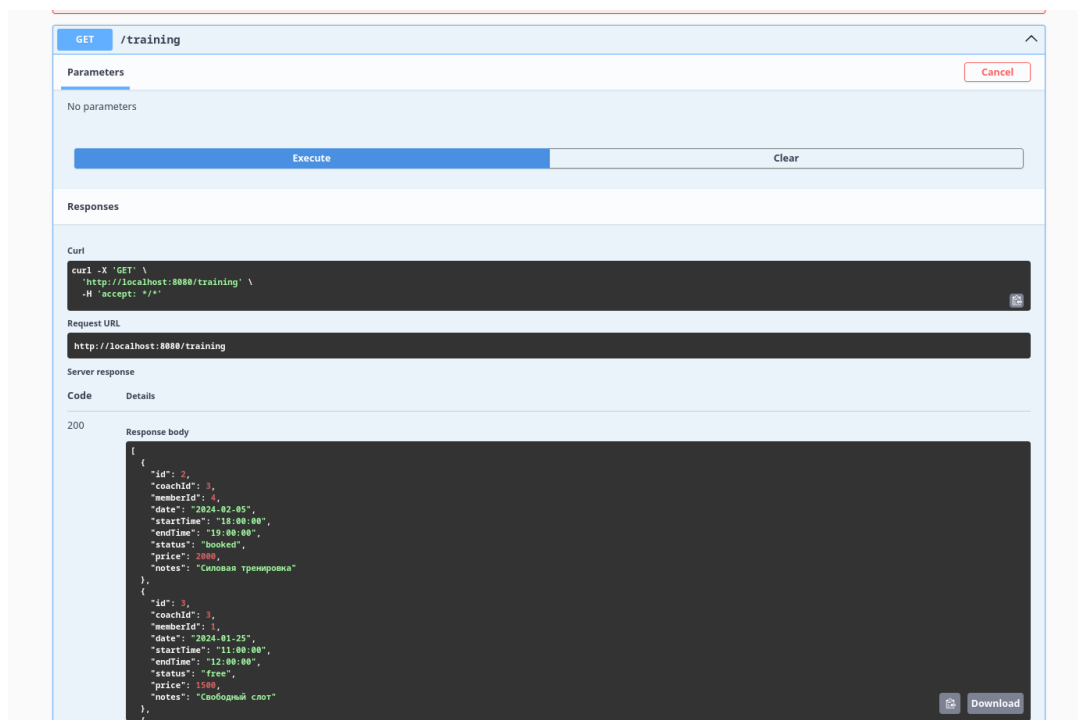 GET /training
Parameters
Cancel
No parameters
Execute
Clear
Responses
Curl
curl -X 'GET' \
'http://localhost:8080/training' \
-H 'accept: */*'
Request URL
http://localhost:8080/training
Server response
Code Details
200
Response body
[
{
"id": 2,
"coachId": 3,
"memberId": 4,
"date": "2024-02-05",
"startTime": "18:00:00",
"endTime": "19:00:00",
"status": "booked",
"price": 2000,
"notes": "Силовая тренировка"
},
{
"id": 3,
"coachId": 3,
"memberId": 1,
"date": "2024-01-25",
"startTime": "11:00:00",
"endTime": "12:00:00",
"status": "free",
"price": 1500,
"notes": "Свободный слот"
},
Download